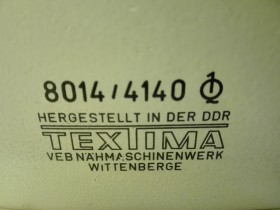 8014/4140
HERGESTELLT IN DER DDR
TEXTIMA
VEB NÄHMASCHINENWERK
WITTENBERGE